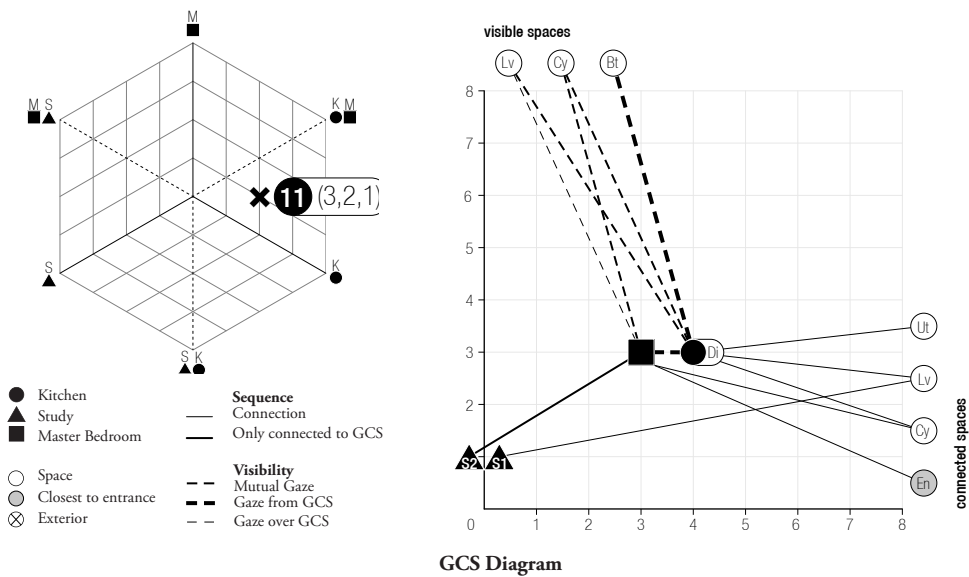 M
M S
K M
11 (3,2,1)
S
K
S K
Kitchen
Study
Master Bedroom
Space
Closest to entrance
Exterior
Sequence
Connection
Only connected to GCS
Visibility
Mutual Gaze
Gaze from GCS
Gaze over GCS
visible spaces
Lv Cy Bt
8
7
6
5
4
3
2
Di
S2 S1
0 1 2 3 4 5 6 7 8
Ut
Lv
Cy
En
connected spaces
GCS Diagram